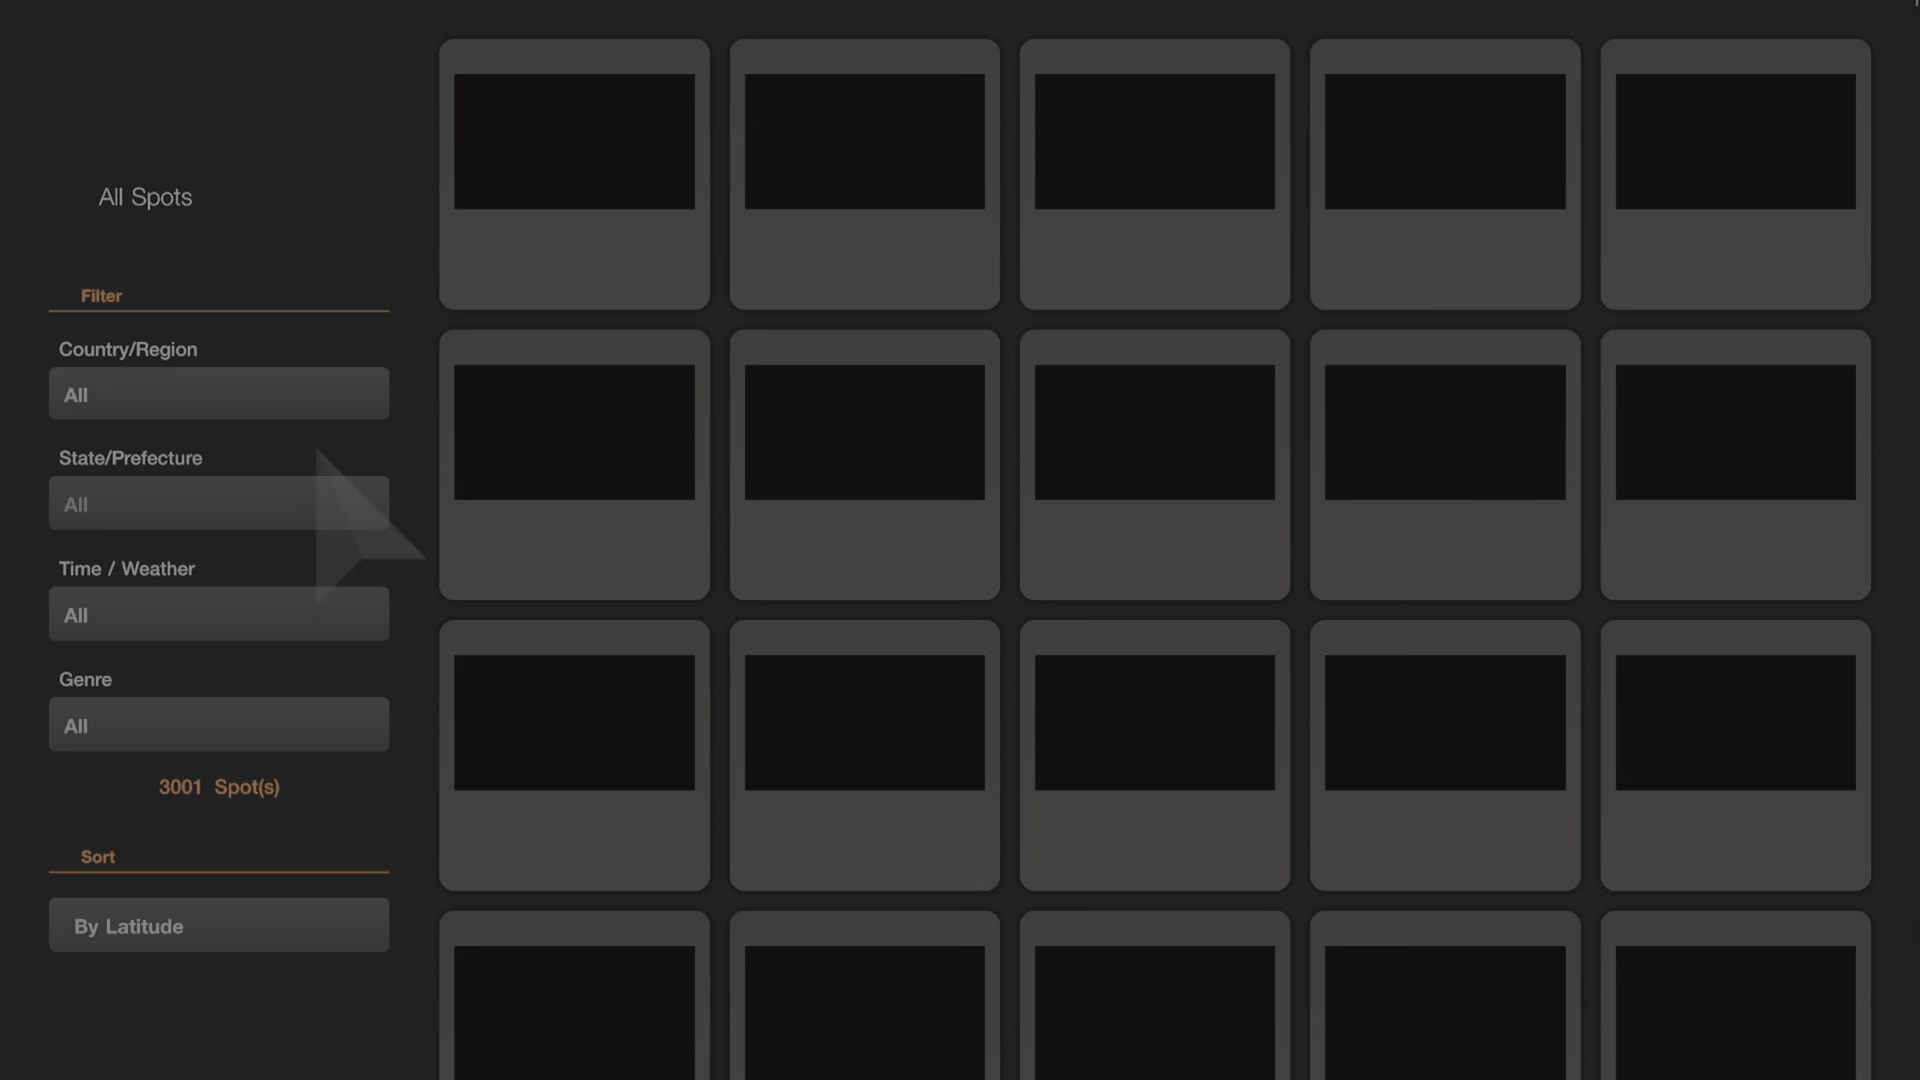 All Spots
Filter
Country/Region
All
State/Prefecture
All
Time / Weather
All
Genre
All
3001 Spot(s)
Sort
By Latitude